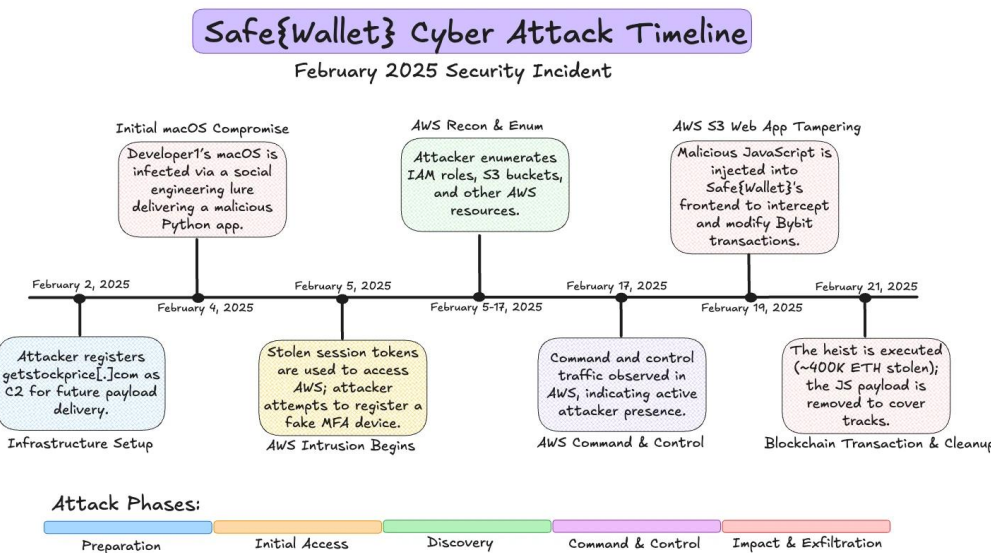 Safe{Wallet} Cyber Attack Timeline
February 2025 Security Incident
Initial macOS Compromise
Developer1's macOS is
infected via a social
engineering lure
delivering a malicious
Python app.
AWS Recon & Enum
Attacker enumerates
IAM roles, S3 buckets,
and other AWS
resources.
AWS S3 Web App Tampering
Malicious JavaScript is
injected into
Safe{Wallet}'s
frontend to intercept
and modify Bybit
transactions.
February 2, 2025
February 4, 2025
February 5, 2025
February 5-17, 2025
February 17, 2025
February 19, 2025
February 21, 2025
Attacker registers
getstockprice[.]com as
C2 for future payload
delivery.
Infrastructure Setup
Stolen session tokens
are used to access
AWS; attacker
attempts to register a
fake MFA device.
AWS Intrusion Begins
Command and control
traffic observed in
AWS, indicating active
attacker presence.
AWS Command & Control
The heist is executed
(~400K ETH stolen);
the JS payload is
removed to cover
tracks.
Blockchain Transaction & Cleanup
Attack Phases:
Preparation
Initial Access
Discovery
Command & Control
Impact & Exfiltration